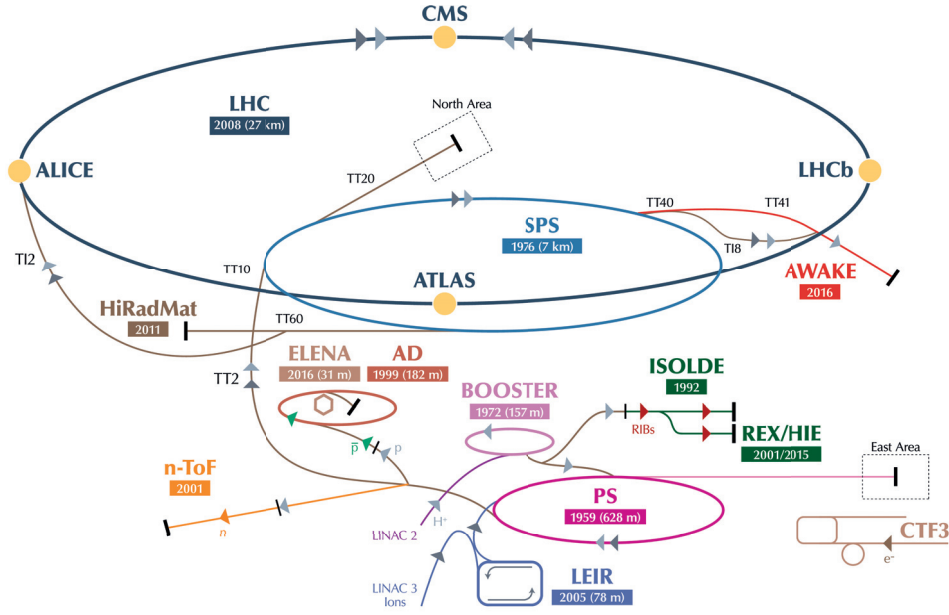 CMS
LHC
2008 (27 km)
North Area
ALICE
LHCb
TT20
TT40
TT41
SPS
1976 (7 km)
TI8
TI2
TT10
ATLAS
AWAKE
2016
HiRadMat
2011
TT60
TT2
ELENA
2016 (31 m)
AD
1999 (182 m)
BOOSTER
1972 (157 m)
ISOLDE
1992
RIBs
REX/HIE
2001/2015
p̅
p
East Area
n-ToF
2001
n
LINAC 2
H⁺
PS
1959 (628 m)
CTF3
e⁻
LINAC 3
Ions
LEIR
2005 (78 m)